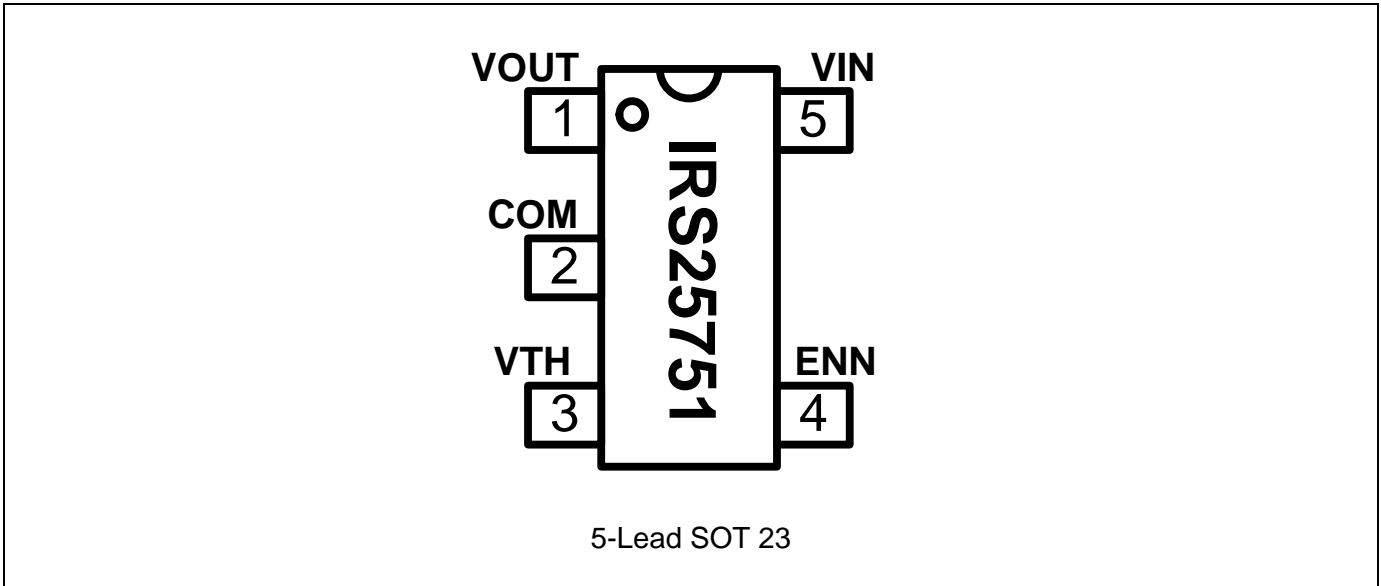 VOUT
VIN
1
5
COM
2
IRS25751
VTH
ENN
3
4
5-Lead SOT 23